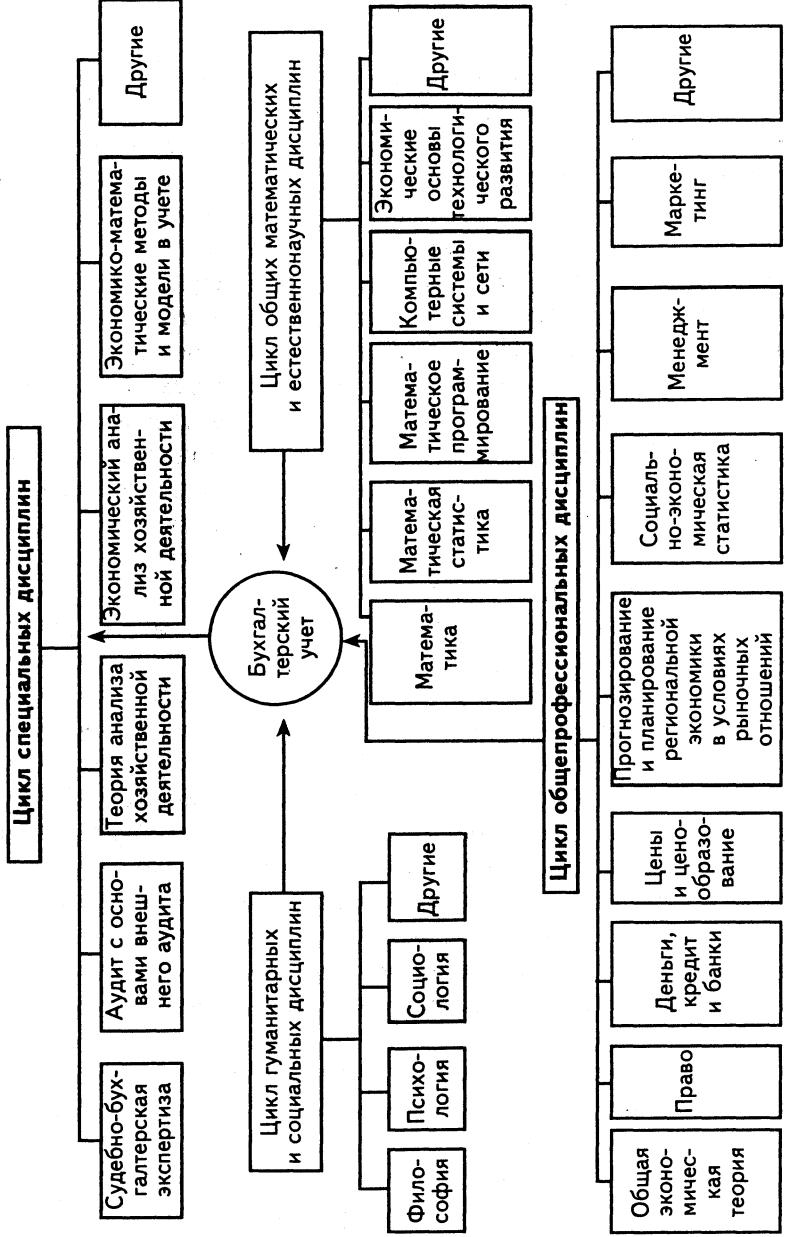 Цикл специальных дисциплин
Судебно-бух-
галтерская
экспертиза
Аудит с осно-
вами внеш-
него аудита
Теория анализа
хозяйственной
деятельности
Экономический ана-
лиз хозяйствен-
ной деятельности
Экономико-матема-
тические методы
и модели в учете
Другие
Бухгал-
терский
учет
Цикл гуманитарных
и социальных дисциплин
Фило-
софия
Психо-
логия
Социо-
логия
Другие
Цикл общих математических
и естественнонаучных дисциплин
Матема-
тика
Матема-
тическая
статис-
тика
Матема-
тическое
програм-
мирование
Компью-
терные
системы
и сети
Экономи-
ческие
основы
технологи-
ческого
развития
Другие
Цикл общепрофессиональных дисциплин
Общая
эконо-
мичес-
кая
теория
Право
Деньги,
кредит
и банки
Цены
и цено-
образо-
вание
Прогнозирование
и планирование
региональной
экономики
в условиях
рыночных
отношений
Социаль-
но-эконо-
мическая
статистика
Менедж-
мент
Марке-
тинг
Другие